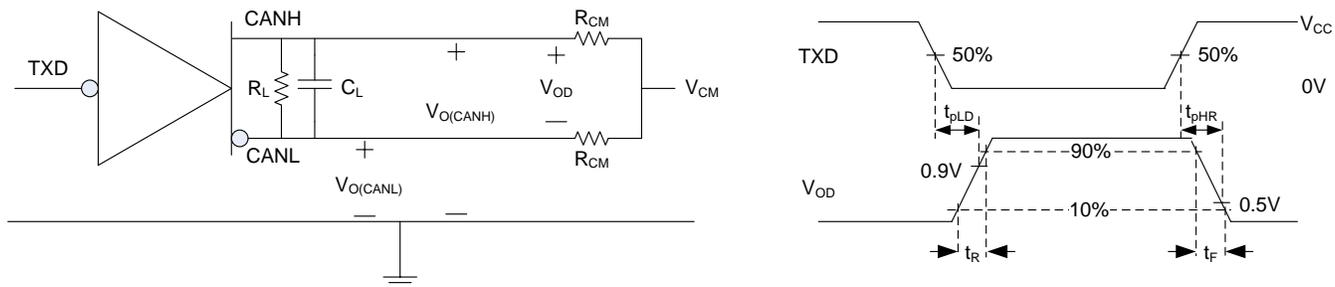 CANH
R_CM
TXD
R_L
C_L
+
+
V_OD
V_CM
V_O(CANH)
—
CANL
+
R_CM
V_O(CANL)
—
—
V_CC
TXD
50%
50%
0V
t_pLD
t_pHR
90%
0.9V
V_OD
10%
0.5V
t_R
t_F